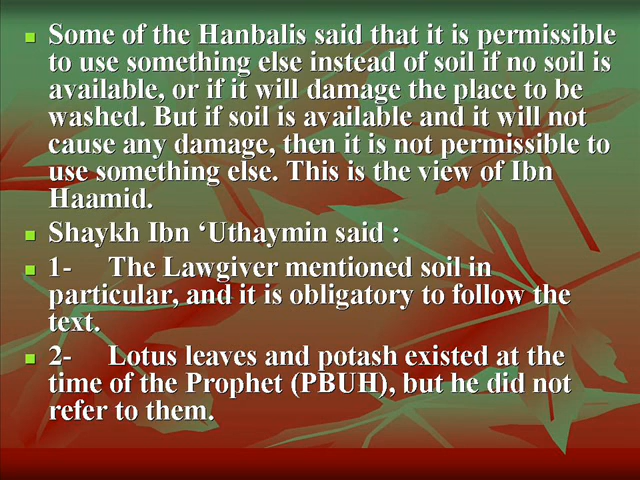 Some of the Hanbalis said that it is permissible
to use something else instead of soil if no soil is
available, or if it will damage the place to be
washed. But if soil is available and it will not
cause any damage, then it is not permissible to
use something else. This is the view of Ibn
Haamid.
Shaykh Ibn ‘Uthaymin said :
1- The Lawgiver mentioned soil in
particular, and it is obligatory to follow the
text.
2- Lotus leaves and potash existed at the
time of the Prophet (PBUH), but he did not
refer to them.